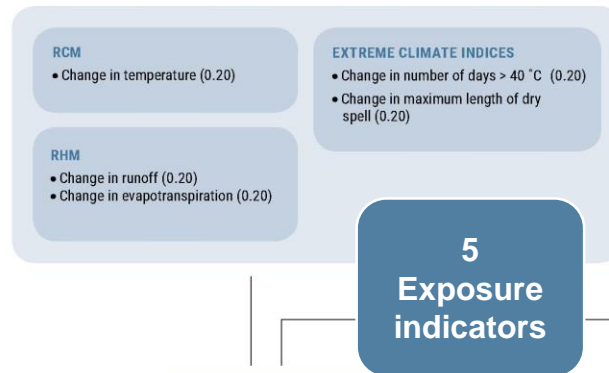 RCM
• Change in temperature (0.20)
RHM
• Change in runoff (0.20)
• Change in evapotranspiration (0.20)
EXTREME CLIMATE INDICES
• Change in number of days > 40 ˚C (0.20)
• Change in maximum length of dry
spell (0.20)
5
Exposure
indicators